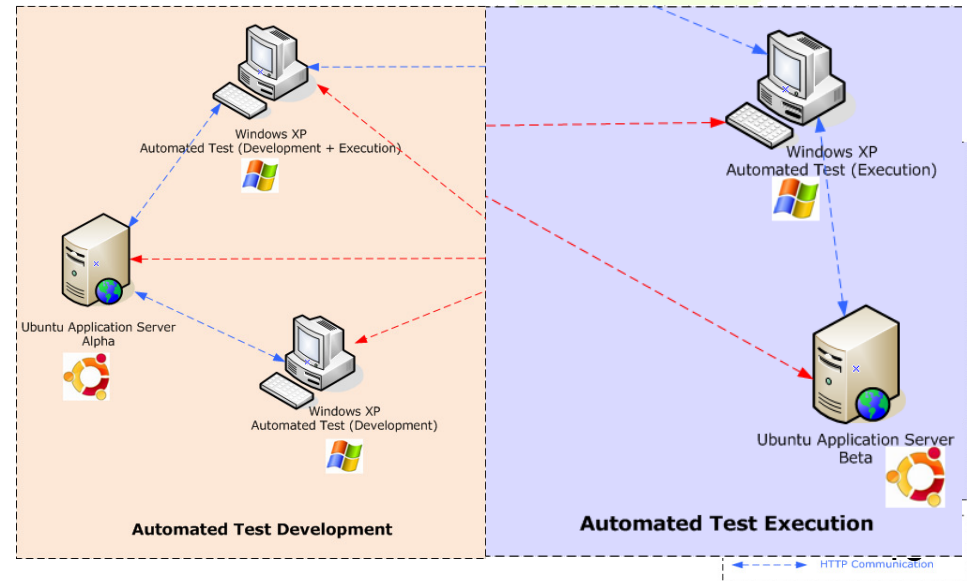 Windows XP
Automated Test (Development + Execution)
Ubuntu Application Server
Alpha
Windows XP
Automated Test (Development)
Automated Test Development
Windows XP
Automated Test (Execution)
Ubuntu Application Server
Beta
Automated Test Execution
HTTP Communication